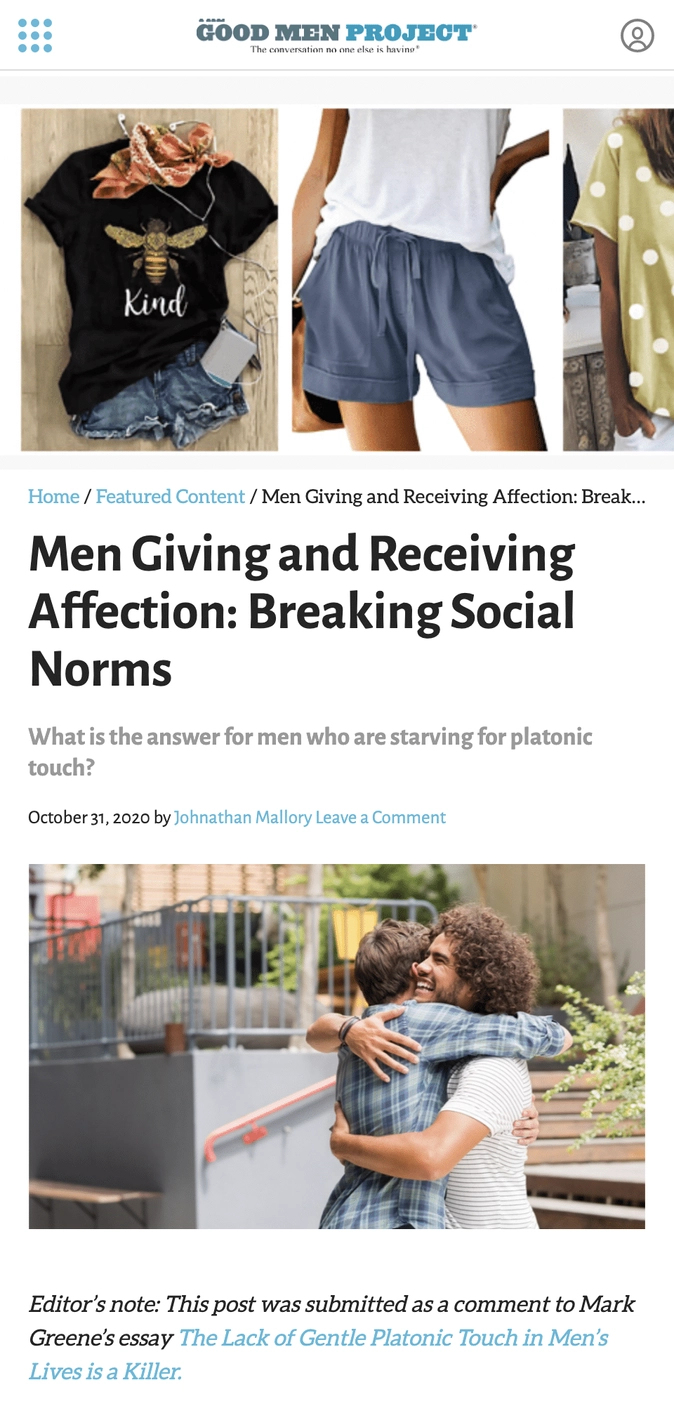 GOOD MEN PROJECT®
The conversation no one else is having®
Kind
Home / Featured Content / Men Giving and Receiving Affection: Break...
Men Giving and Receiving
Affection: Breaking Social
Norms
What is the answer for men who are starving for platonic
touch?
October 31, 2020 by Johnathan Mallory Leave a Comment
Editor’s note: This post was submitted as a comment to Mark
Greene’s essay The Lack of Gentle Platonic Touch in Men’s
Lives is a Killer.